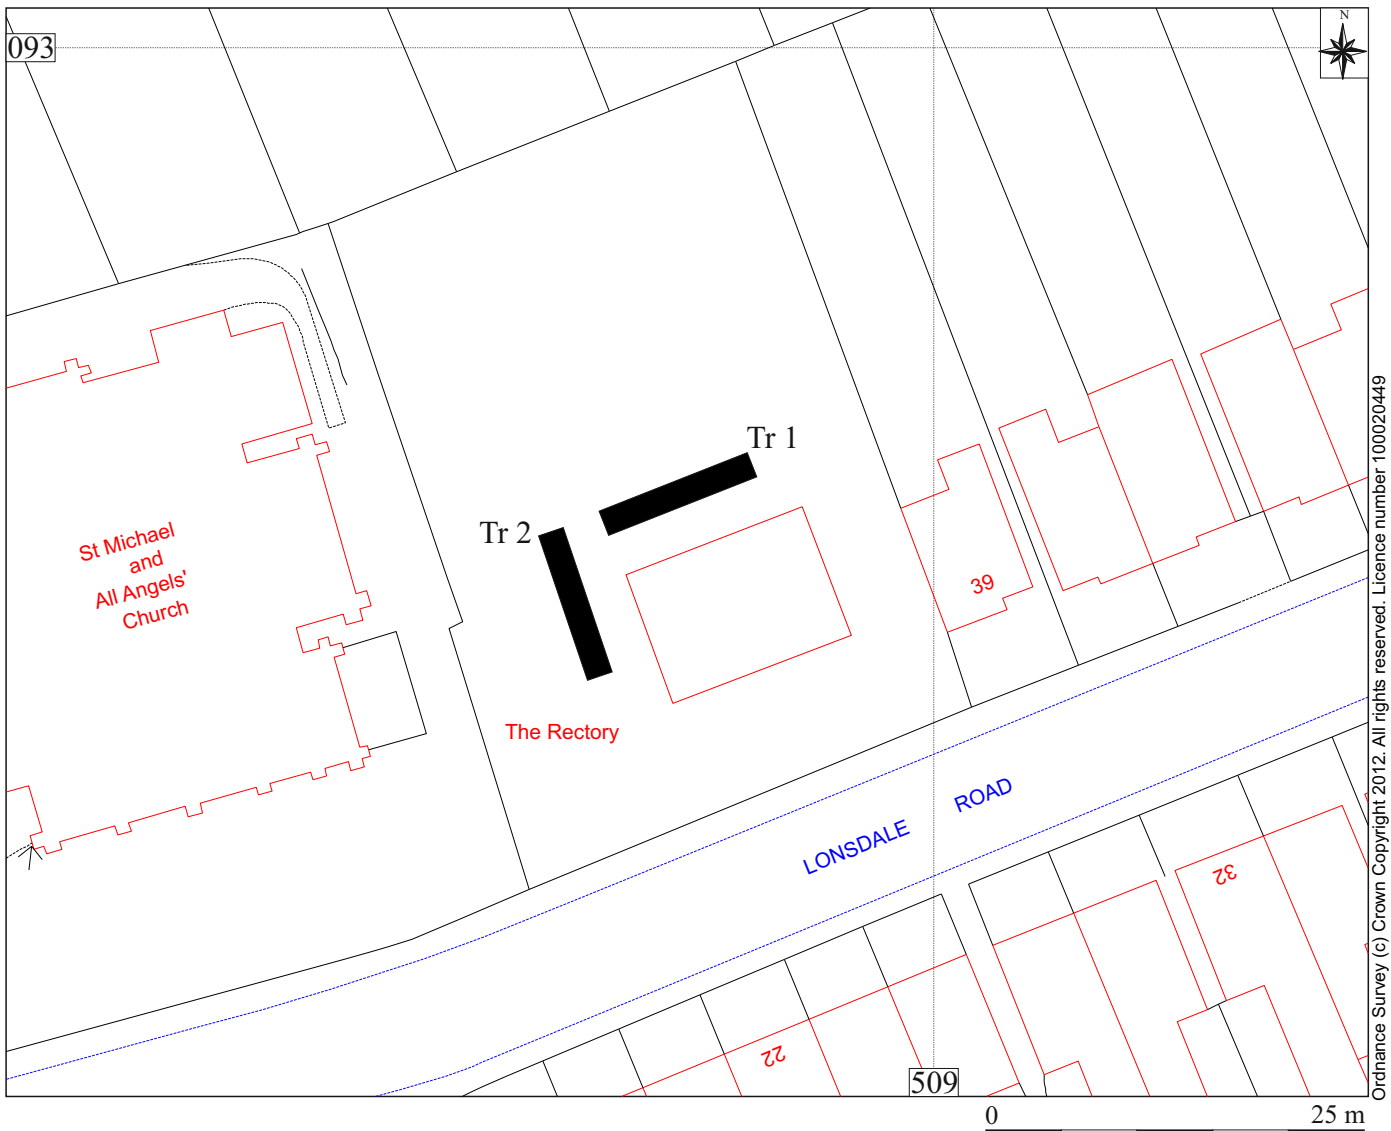 N
093
Tr 1
Tr 2
St Michael
and
All Angels'
Church
39
The Rectory
LONSDALE ROAD
32
22
509
0 25 m
Ordnance Survey (c) Crown Copyright 2012. All rights reserved. Licence number 100020449